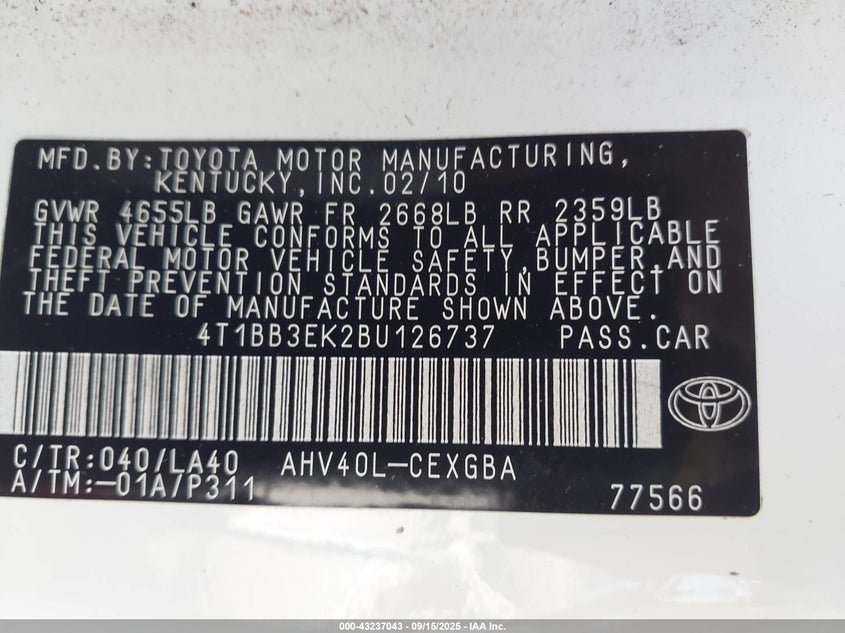 MFD.BY:TOYOTA MOTOR MANUFACTURING,
KENTUCKY,INC.02/10
GVWR 4655LB GAWR FR 2668LB RR 2359LB
THIS VEHICLE CONFORMS TO ALL APPLICABLE
FEDERAL MOTOR VEHICLE SAFETY,BUMPER,AND
THEFT PREVENTION STANDARDS IN EFFECT ON
THE DATE OF MANUFACTURE SHOWN ABOVE.
4T1BB3EK2BU126737 PASS.CAR
C/TR:040/LA40 AHV40L-CEXGBA
A/TM:-01A/P311 77566
000-43237043 - 09/15/2025 - IAA Inc.